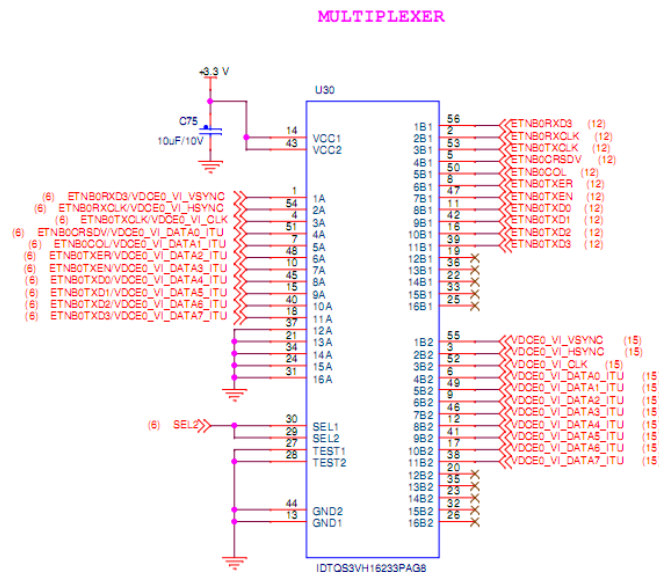 MULTIPLEXER
+3.3 V
U30
C75
10uF/10V
14 VCC1
43 VCC2
(6) ETNB0RXD3/VDCE0_VI_VSYNC 1 1A
(6) ETNB0RXCLK/VDCE0_VI_HSYNC 54 2A
(6) ETNB0TXCLK/VDCE0_VI_CLK 4 3A
(6) ETNB0CRSDV/VDCE0_VI_DATA0_ITU 51 4A
(6) ETNB0COL/VDCE0_VI_DATA1_ITU 7 5A
(6) ETNB0TXER/VDCE0_VI_DATA2_ITU 48 6A
(6) ETNB0TXEN/VDCE0_VI_DATA3_ITU 10 7A
(6) ETNB0TXD0/VDCE0_VI_DATA4_ITU 45 8A
(6) ETNB0TXD1/VDCE0_VI_DATA5_ITU 15 9A
(6) ETNB0TXD2/VDCE0_VI_DATA6_ITU 40 10A
(6) ETNB0TXD3/VDCE0_VI_DATA7_ITU 18 11A
37 12A
21 13A
34 14A
24 15A
31 16A
(6) SEL2 30 SEL1
29 SEL2
27 TEST1
28 TEST2
44 GND2
13 GND1
1B1 56 ETNB0RXD3 (12)
2B1 2 ETNB0RXCLK (12)
3B1 53 ETNB0TXCLK (12)
4B1 5 ETNB0CRSDV (12)
5B1 50 ETNB0COL (12)
6B1 8 ETNB0TXER (12)
7B1 47 ETNB0TXEN (12)
8B1 11 ETNB0TXD0 (12)
9B1 42 ETNB0TXD1 (12)
10B1 16 ETNB0TXD2 (12)
11B1 39 ETNB0TXD3 (12)
12B1 19
13B1 36
14B1 22
15B1 33
16B1 25
1B2 55 VDCE0_VI_VSYNC (15)
2B2 3 VDCE0_VI_HSYNC (15)
3B2 52 VDCE0_VI_CLK (15)
4B2 6 VDCE0_VI_DATA0_ITU (15
5B2 49 VDCE0_VI_DATA1_ITU (15
6B2 9 VDCE0_VI_DATA2_ITU (15
7B2 46 VDCE0_VI_DATA3_ITU (15
8B2 12 VDCE0_VI_DATA4_ITU (15
9B2 41 VDCE0_VI_DATA5_ITU (15
10B2 17 VDCE0_VI_DATA6_ITU (15
11B2 38 VDCE0_VI_DATA7_ITU (15
12B2 20
13B2 35
14B2 23
15B2 32
16B2 26
IDTQS3VH16233PAG8